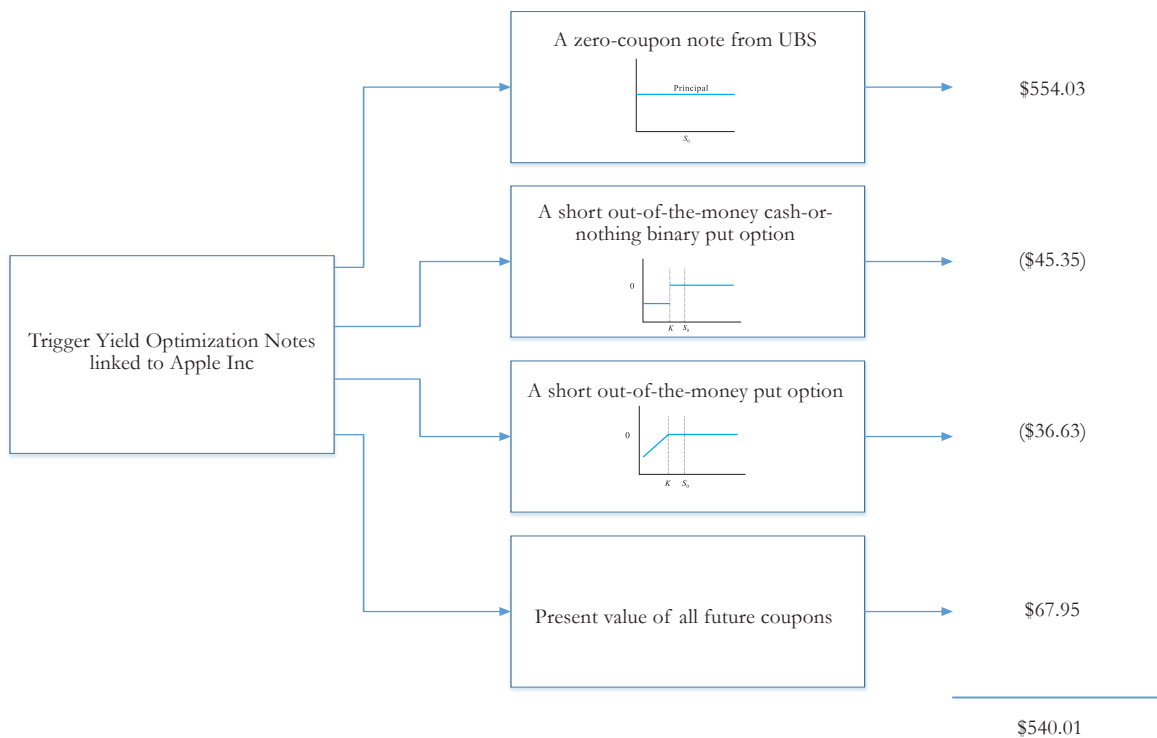 A zero-coupon note from UBS
Principal
S₀
$554.03
A short out-of-the-money cash-or-
nothing binary put option
0
K
S₀
($45.35)
Trigger Yield Optimization Notes
linked to Apple Inc
A short out-of-the-money put option
0
K
S₀
($36.63)
Present value of all future coupons
$67.95
$540.01